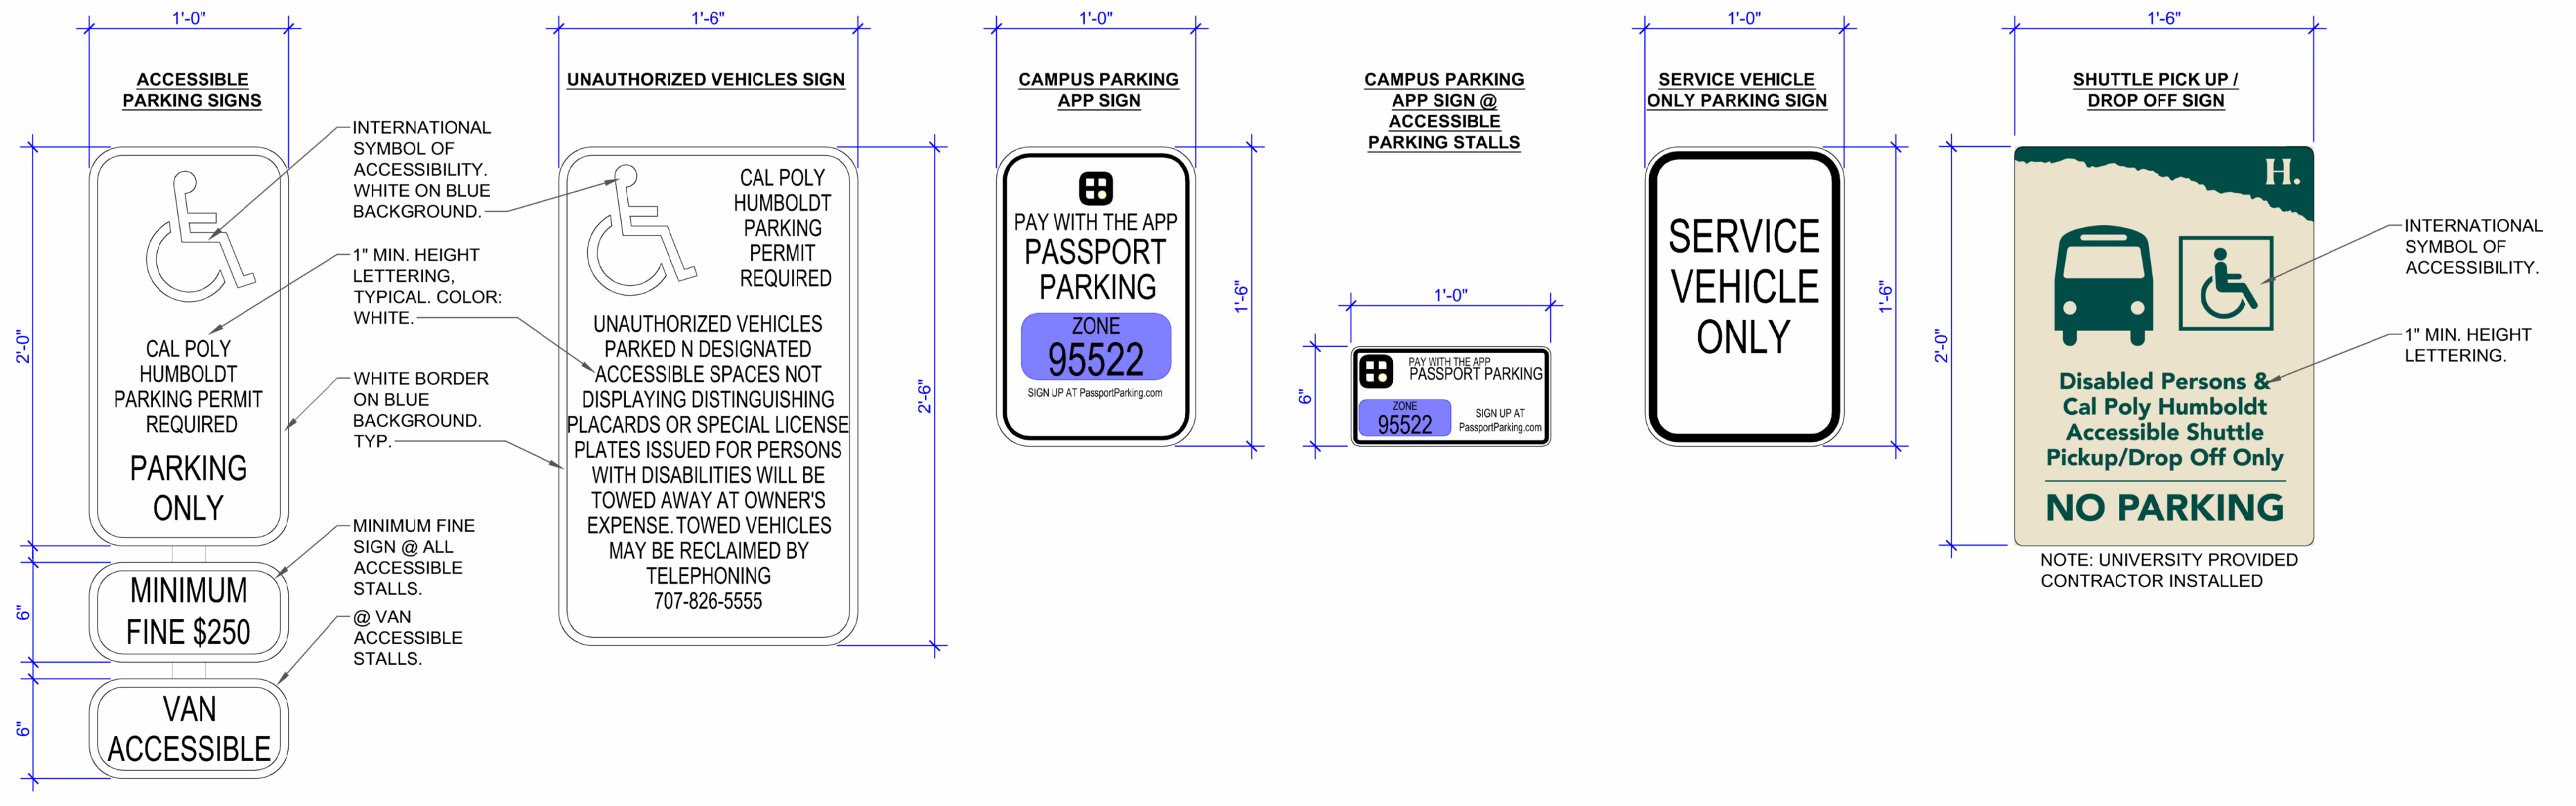 1'-0"
ACCESSIBLE
PARKING SIGNS
2'-0"
CAL POLY
HUMBOLDT
PARKING PERMIT
REQUIRED
PARKING
ONLY
6"
MINIMUM
FINE $250
6"
VAN
ACCESSIBLE
INTERNATIONAL
SYMBOL OF
ACCESSIBILITY.
WHITE ON BLUE
BACKGROUND.
1" MIN. HEIGHT
LETTERING,
TYPICAL. COLOR:
WHITE.
WHITE BORDER
ON BLUE
BACKGROUND.
TYP.
MINIMUM FINE
SIGN @ ALL
ACCESSIBLE
STALLS.
@ VAN
ACCESSIBLE
STALLS.
1'-6"
UNAUTHORIZED VEHICLES SIGN
CAL POLY
HUMBOLDT
PARKING
PERMIT
REQUIRED
UNAUTHORIZED VEHICLES
PARKED N DESIGNATED
ACCESSIBLE SPACES NOT
DISPLAYING DISTINGUISHING
PLACARDS OR SPECIAL LICENSE
PLATES ISSUED FOR PERSONS
WITH DISABILITIES WILL BE
TOWED AWAY AT OWNER'S
EXPENSE. TOWED VEHICLES
MAY BE RECLAIMED BY
TELEPHONING
707-826-5555
2'-6"
1'-0"
CAMPUS PARKING
APP SIGN
PAY WITH THE APP
PASSPORT
PARKING
ZONE
95522
SIGN UP AT PassportParking.com
1'-6"
CAMPUS PARKING
APP SIGN @
ACCESSIBLE
PARKING STALLS
1'-0"
6"
PAY WITH THE APP
PASSPORT PARKING
ZONE
95522
SIGN UP AT
PassportParking.com
1'-0"
SERVICE VEHICLE
ONLY PARKING SIGN
SERVICE
VEHICLE
ONLY
1'-6"
1'-6"
SHUTTLE PICK UP /
DROP OFF SIGN
2'-0"
H.
Disabled Persons &
Cal Poly Humboldt
Accessible Shuttle
Pickup/Drop Off Only
NO PARKING
NOTE: UNIVERSITY PROVIDED
CONTRACTOR INSTALLED
INTERNATIONAL
SYMBOL OF
ACCESSIBILITY.
1" MIN. HEIGHT
LETTERING.